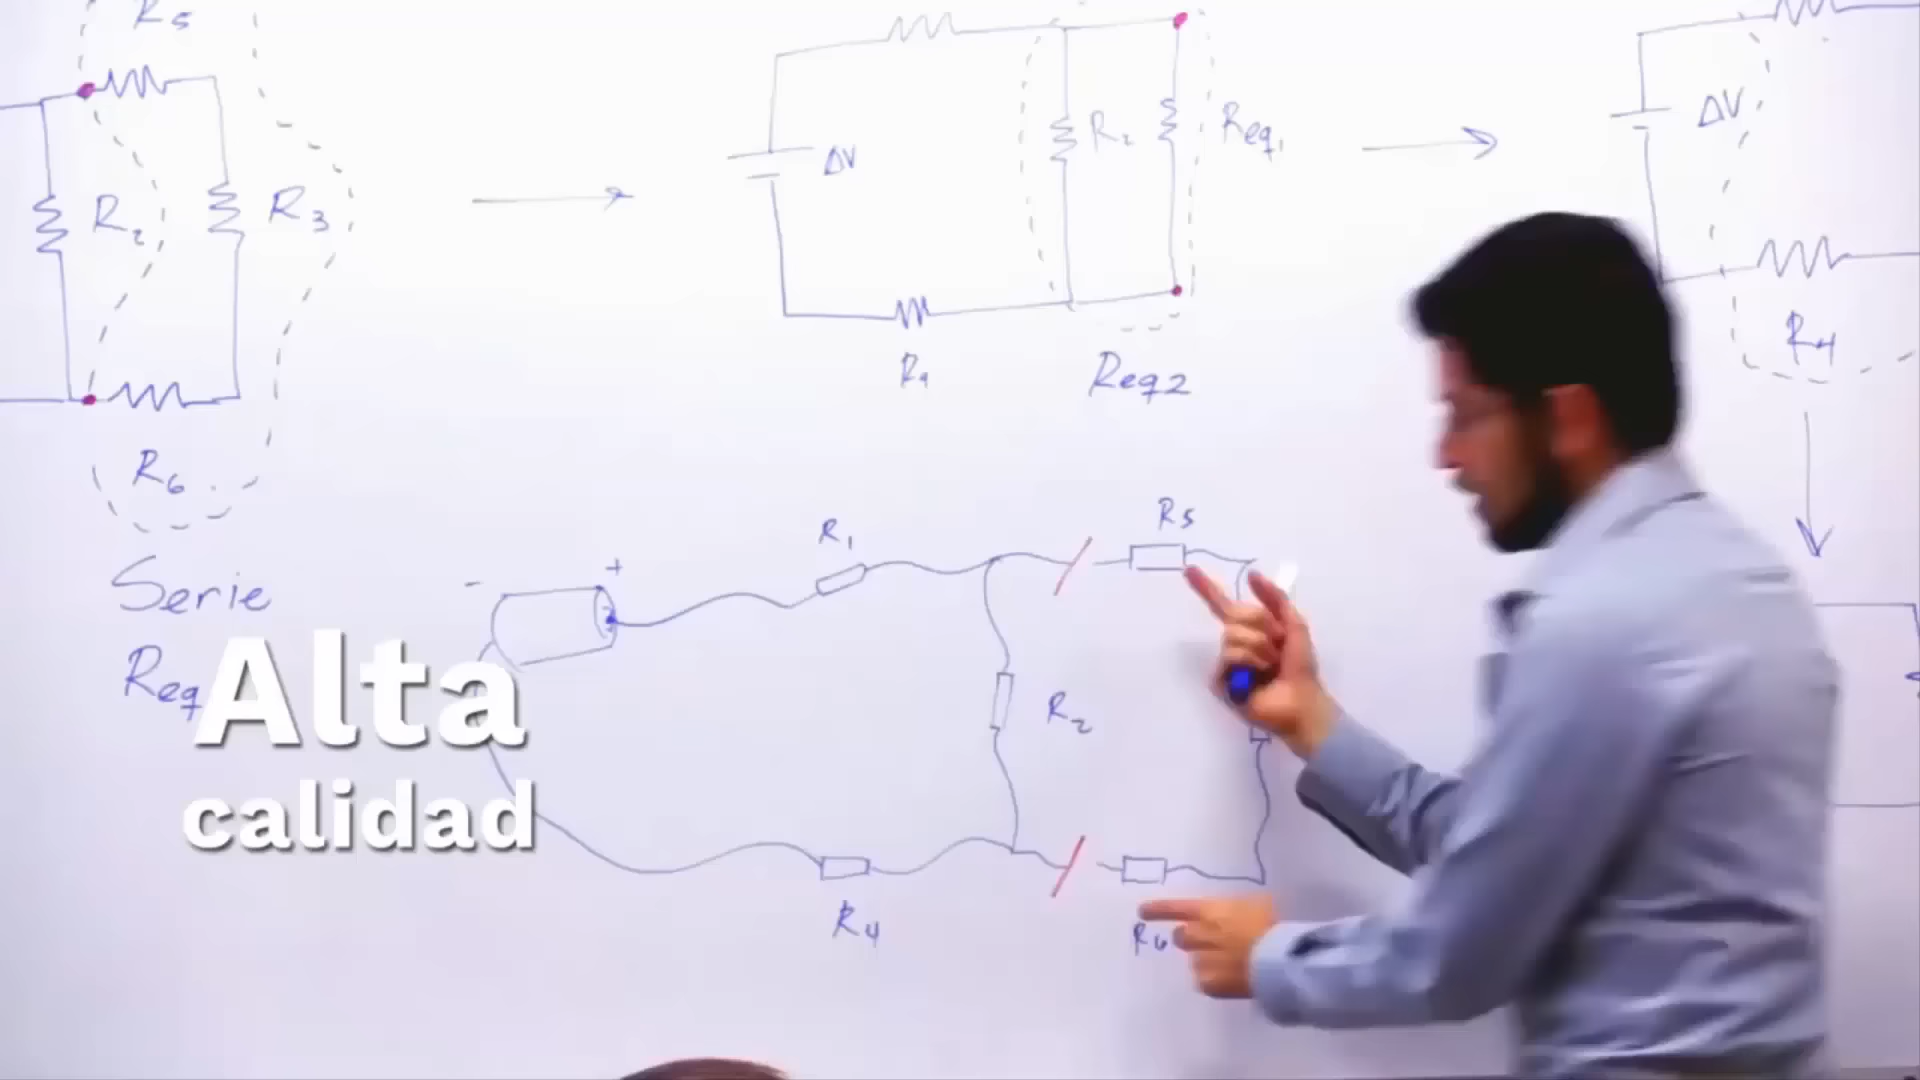 R5
ΔV
R2
Req1
ΔV
R2
R3
R4
Req2
R4
R6
R5
R1
Serie
- +
Req
Alta
R2
calidad
R4
R6